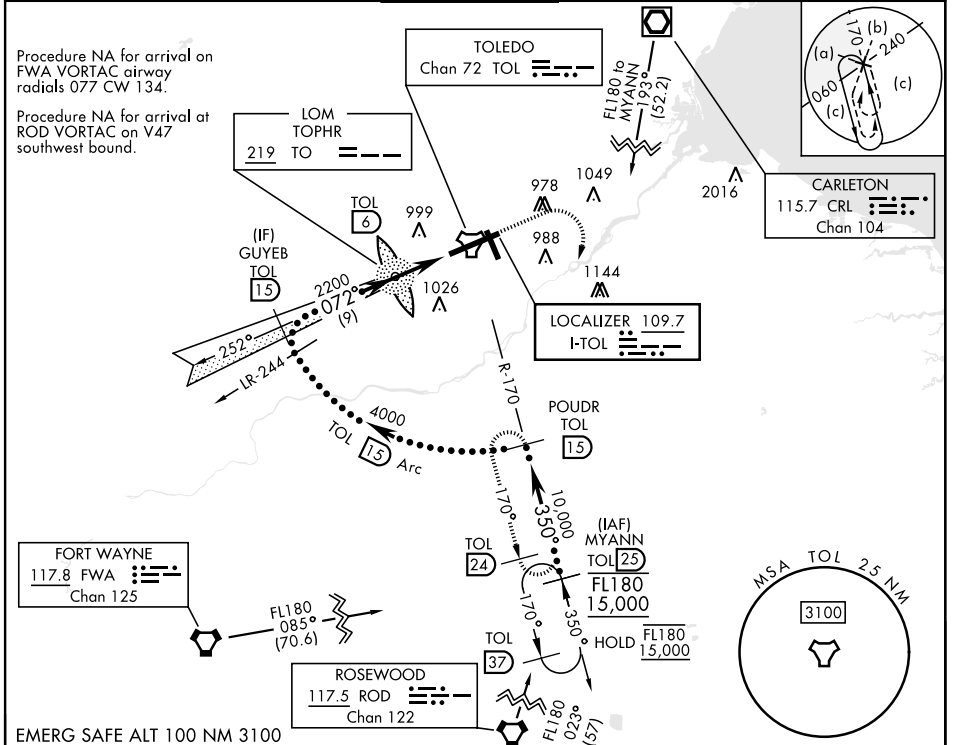 Procedure NA for arrival on
FWA VORTAC airway
radials 077 CW 134.
Procedure NA for arrival at
ROD VORTAC on V47
southwest bound.
TOLEDO
Chan 72 TOL
LOM
TOPHR
219 TO
FL180 to
MYANN
193°
(52.2)
170
(b)
240
(a)
(c)
060
(c)
2016
CARLETON
115.7 CRL
Chan 104
1049
978
988
1144
999
1026
TOL
6
(IF)
GUYEB
TOL
15
2200
072°
(9)
252°
LR-244
LOCALIZER 109.7
I-TOL
R-170
4000
TOL 15 Arc
POUDR
TOL
15
10,000
350°
170°
TOL
24
(IAF)
MYANN
TOL 25
FL180
15,000
170°
350°
HOLD FL180
15,000
TOL
37
FORT WAYNE
117.8 FWA
Chan 125
FL180
085°
(70.6)
ROSEWOOD
117.5 ROD
Chan 122
FL180
023°
(57)
MSA TOL 25 NM
3100
EMERG SAFE ALT 100 NM 3100